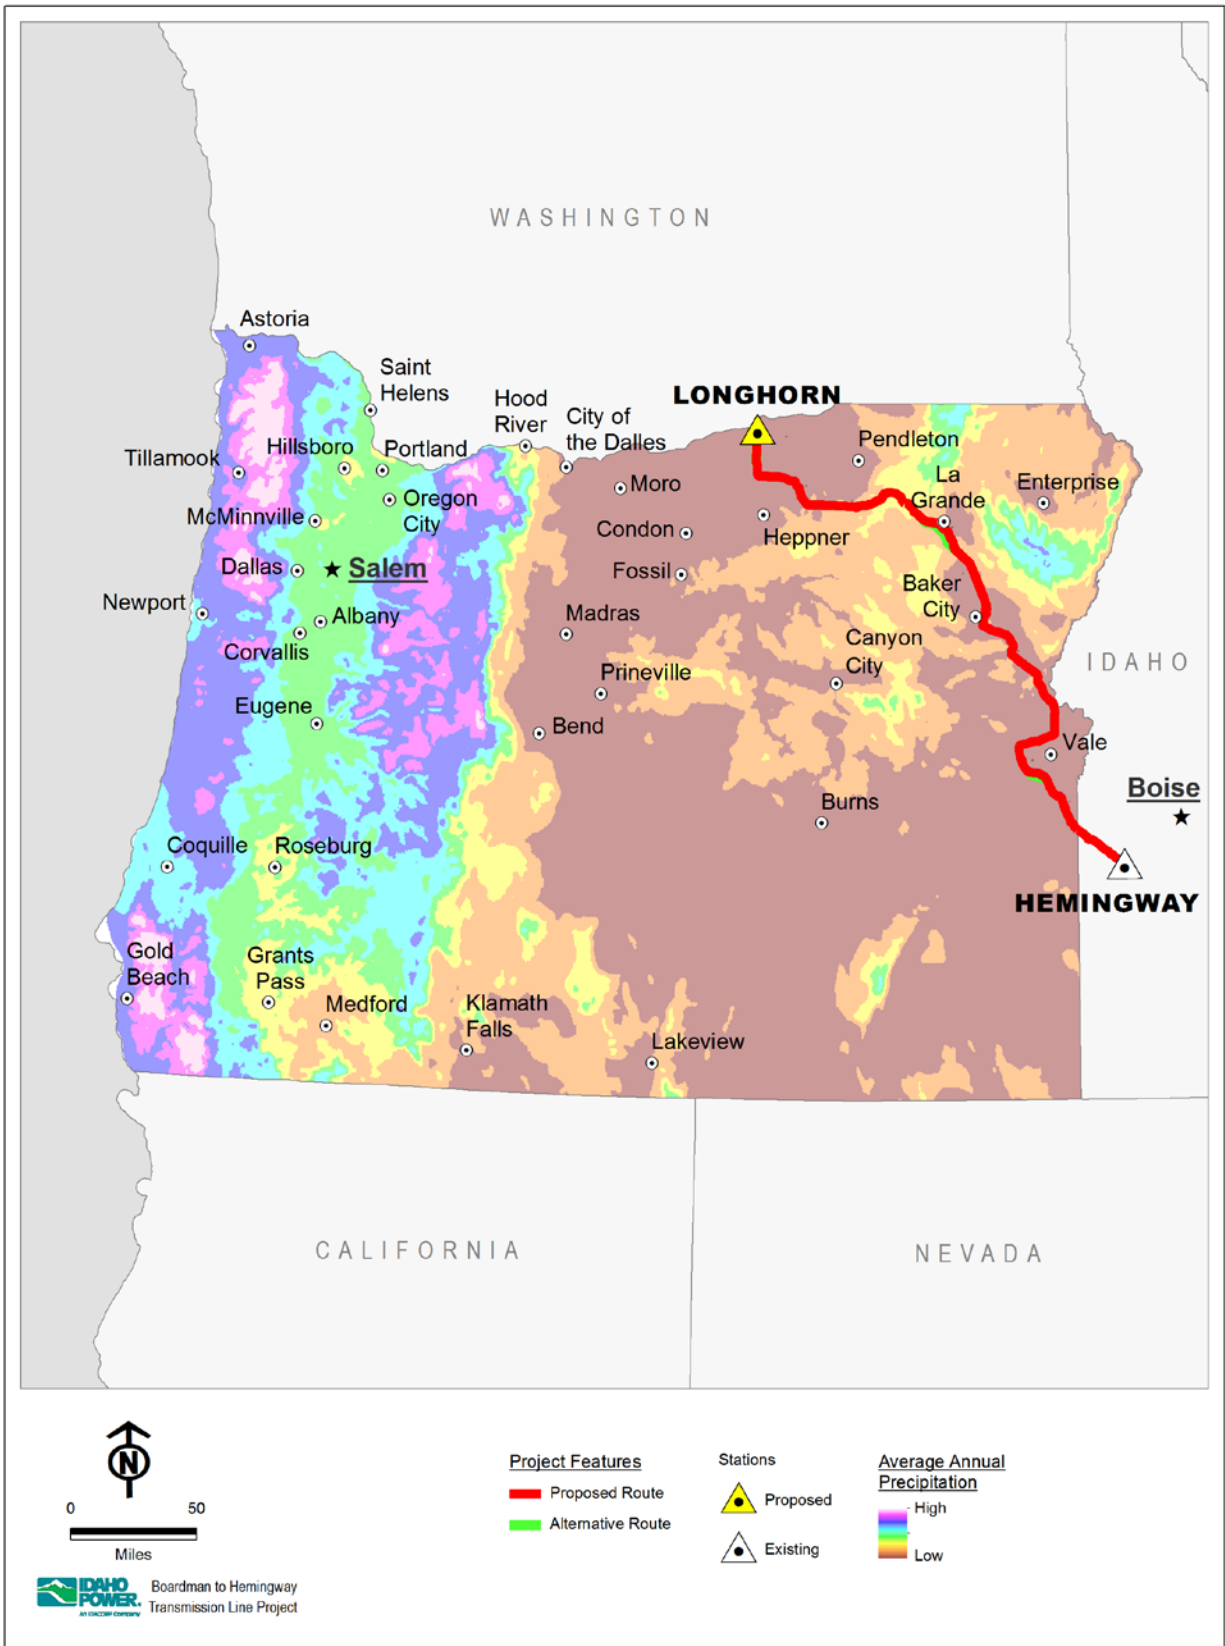 WASHINGTON
Astoria
Saint
Helens
LONGHORN
Hood
River
City of
the Dalles
Hillsboro
Portland
Pendleton
Tillamook
La
Grande
Enterprise
Moro
Oregon
City
McMinnville
Condon
Heppner
Dallas
Salem
Fossil
Baker
City
Newport
Albany
Madras
Corvallis
Canyon
City
IDAHO
Prineville
Eugene
Bend
Vale
Boise
Burns
Coquille
Roseburg
HEMINGWAY
Gold
Beach
Grants
Pass
Medford
Klamath
Falls
Lakeview
CALIFORNIA
NEVADA
N
0 50
Miles
Project Features
Proposed Route
Alternative Route
Stations
Proposed
Existing
Average Annual
Precipitation
High
Low
IDAHO
POWER.
An IDACORP Company
Boardman to Hemingway
Transmission Line Project